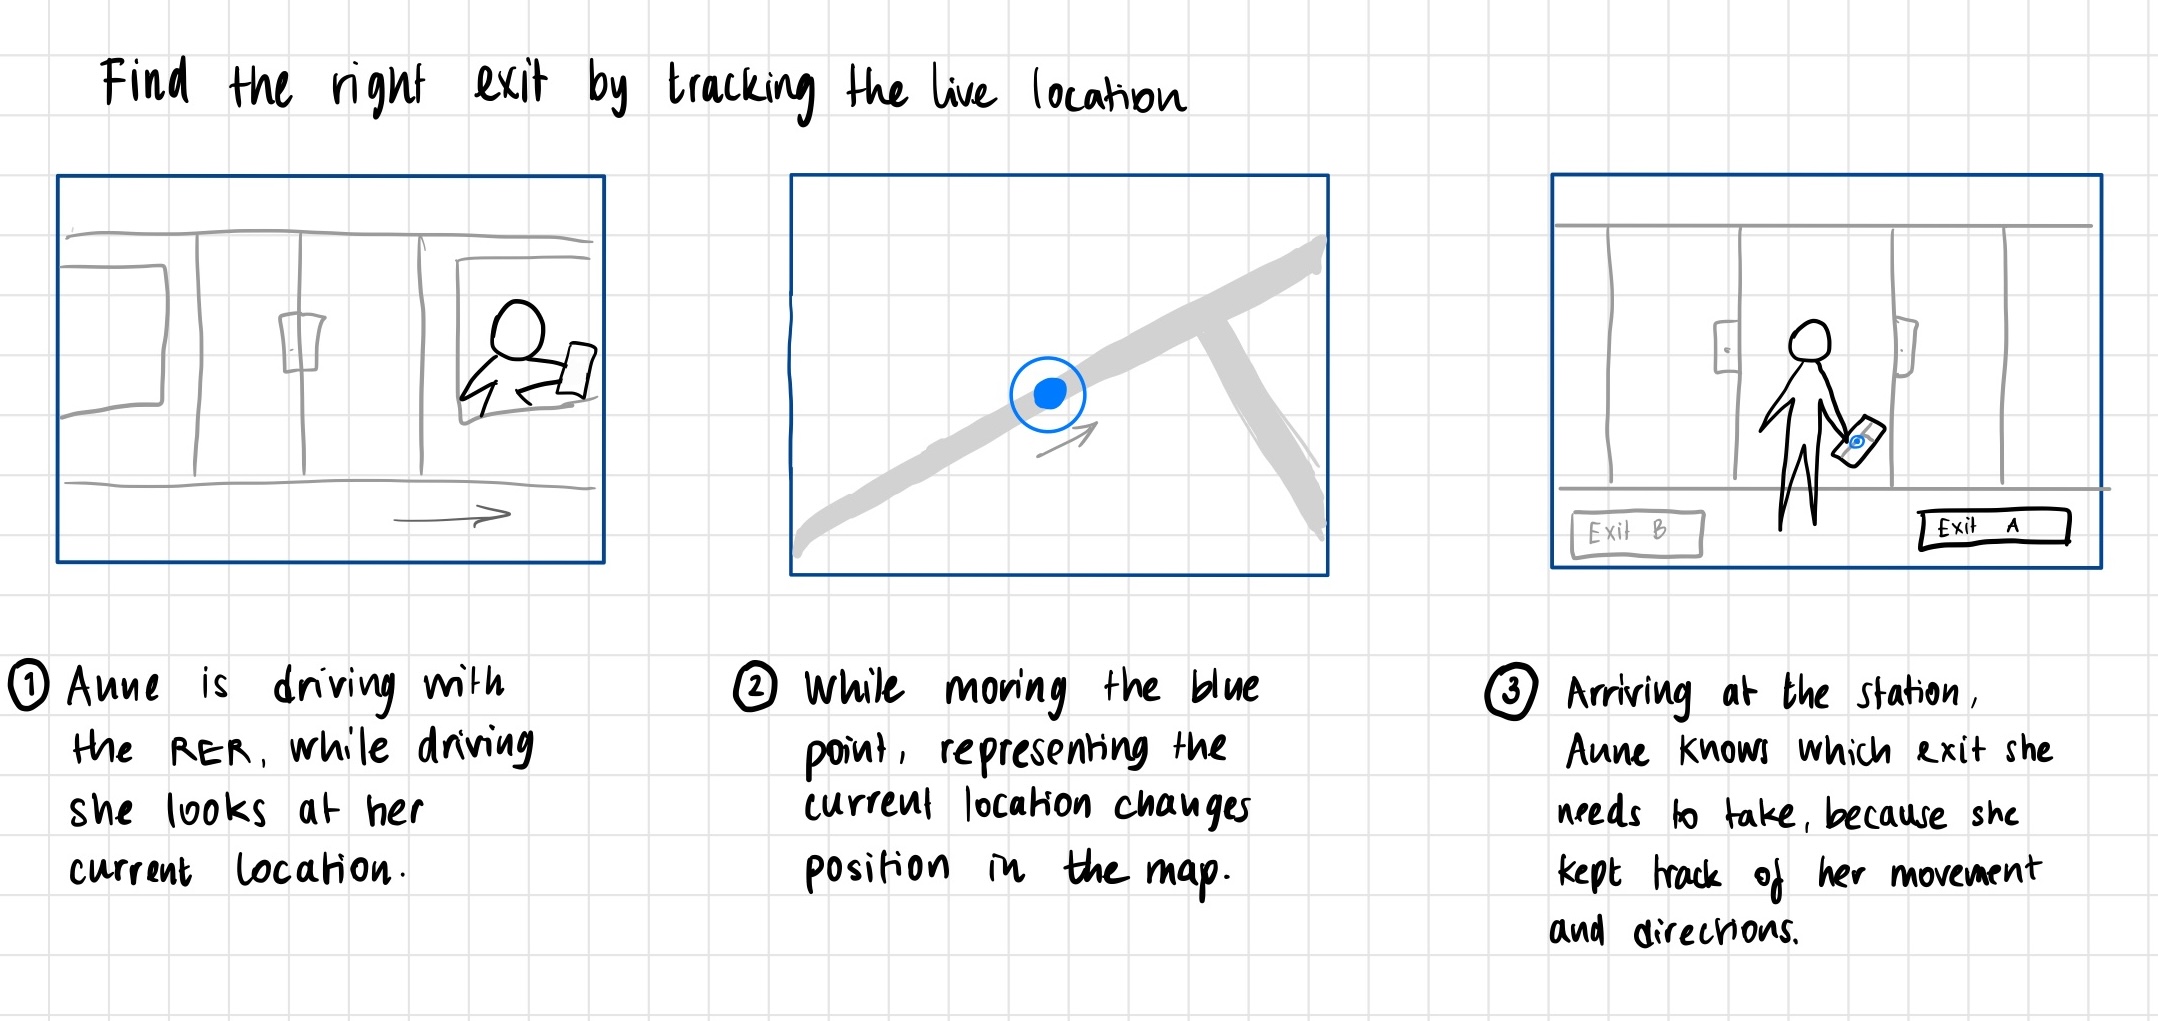 Find the right exit by tracking the live location
Exit B
Exit A
1 Anne is driving with
the RER, while driving
she looks at her
current location.
2 While moving the blue
point, representing the
current location changes
position in the map.
3 Arriving at the station,
Anne knows which exit she
needs to take, because she
kept track of her movement
and directions.